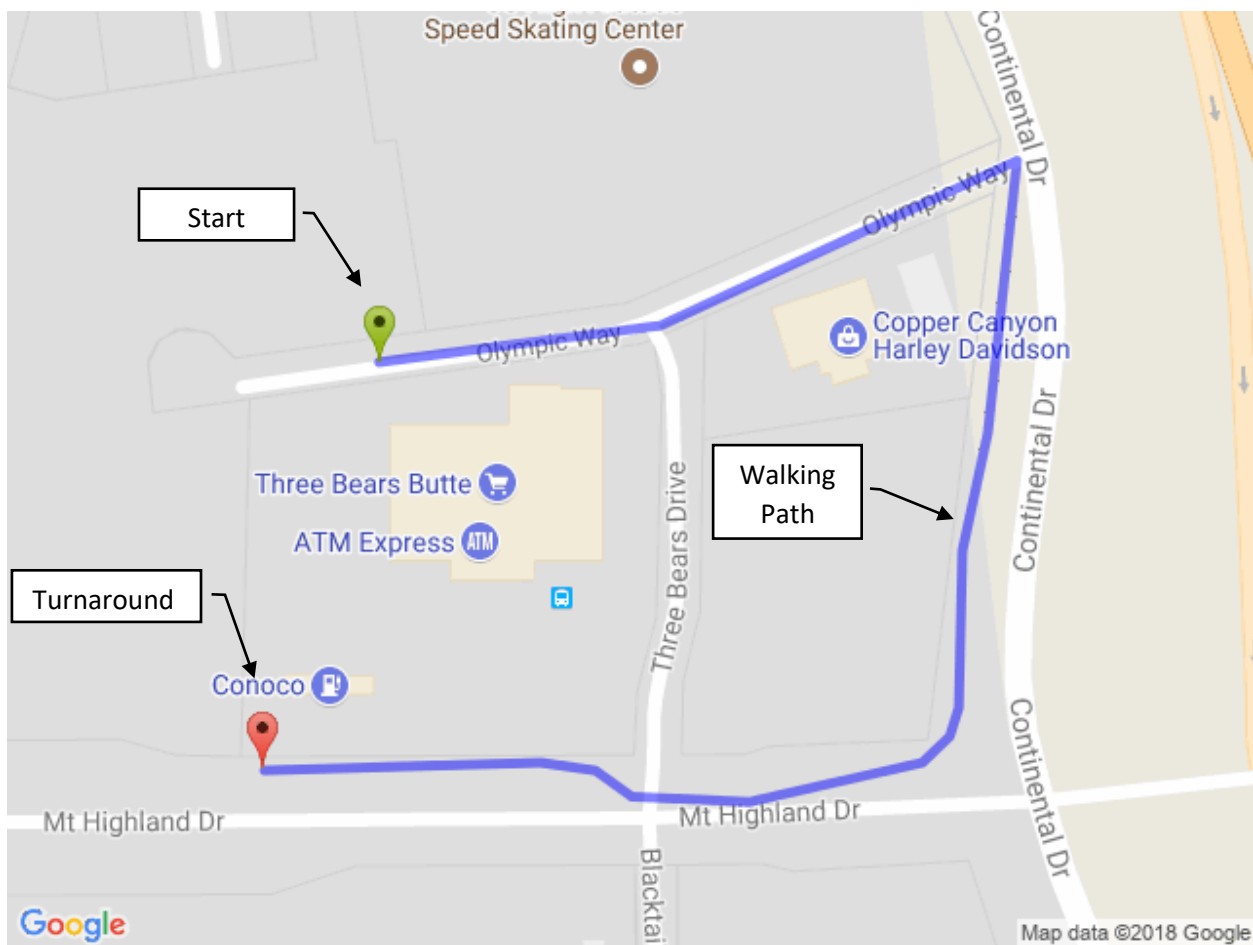 Speed Skating Center
Continental Dr
Start
Olympic Way
Olympic Way
Copper Canyon
Harley Davidson
Three Bears Butte
ATM Express
ATM
Three Bears Drive
Walking
Path
Continental Dr
Turnaround
Conoco
Continental Dr
Mt Highland Dr
Mt Highland Dr
Blacktai
Google
Map data ©2018 Google